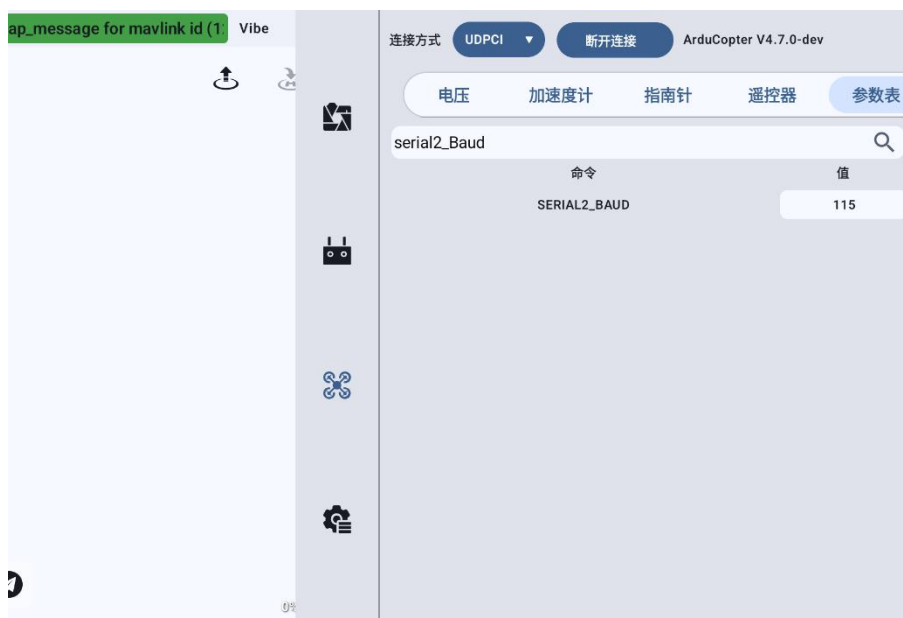 ap_message for mavlink id (1 Vibe
连接方式 UDPCI 断开连接 ArduCopter V4.7.0-dev
电压 加速度计 指南针 遥控器 参数表
serial2_Baud
命令 值
SERIAL2_BAUD 115
0%